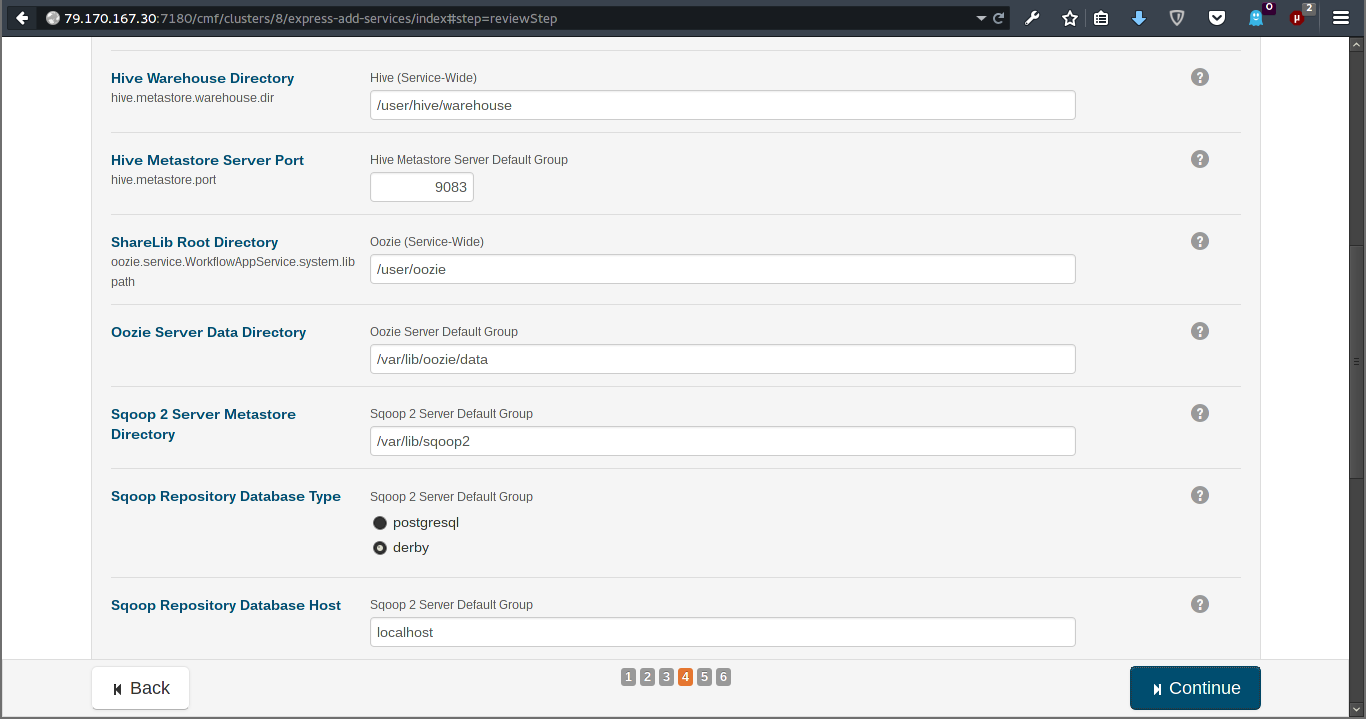 79.170.167.30:7180/cmf/clusters/8/express-add-services/index#step=reviewStep
0
2
Hive Warehouse Directory
hive.metastore.warehouse.dir
Hive (Service-Wide)
/user/hive/warehouse
?
Hive Metastore Server Port
hive.metastore.port
Hive Metastore Server Default Group
9083
?
ShareLib Root Directory
oozie.service.WorkflowAppService.system.lib
path
Oozie (Service-Wide)
/user/oozie
?
Oozie Server Data Directory
Oozie Server Default Group
/var/lib/oozie/data
?
Sqoop 2 Server Metastore
Directory
Sqoop 2 Server Default Group
/var/lib/sqoop2
?
Sqoop Repository Database Type
Sqoop 2 Server Default Group
postgresql
derby
?
Sqoop Repository Database Host
Sqoop 2 Server Default Group
localhost
?
Back
1 2 3 4 5 6
Continue